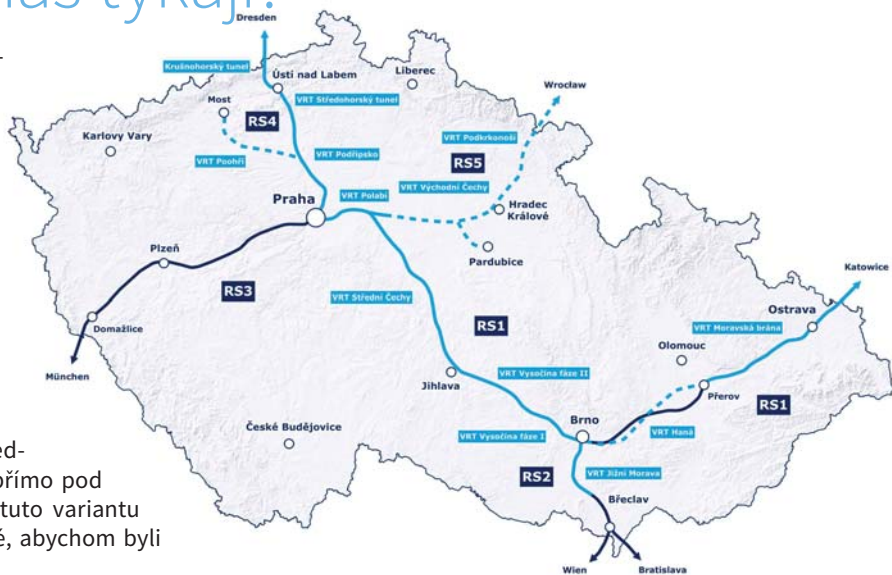 nás týkají?
Dresden
Krušnohorský tunel
Ústí nad Labem
Liberec
Most
VRT Středohorský tunel
Wrocław
RS4
Karlovy Vary
VRT Podkrkonoší
VRT Poohří
VRT Podřipsko
RS5
VRT Východní Čechy
Praha
VRT Polabí
Hradec
Králové
Plzeň
Pardubice
Katowice
RS3
VRT Střední Čechy
Ostrava
Domažlice
RS1
VRT Moravská brána
Olomouc
München
Jihlava
VRT Vysočina fáze II
Přerov
RS1
Brno
České Budějovice
VRT Vysočina fáze I
VRT Haná
ed-
přímo pod
tuto variantu
é, abychom byli
RS2
VRT Jižní Morava
Břeclav
Wien
Bratislava